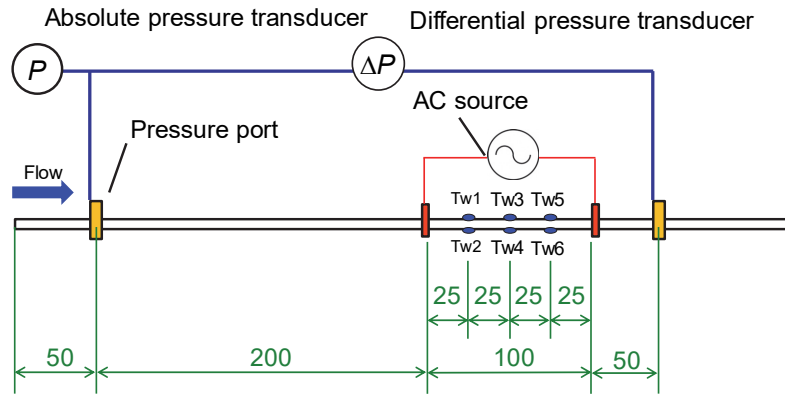 Absolute pressure transducer
Differential pressure transducer
P
ΔP
AC source
Pressure port
Flow
Tw1 Tw3 Tw5
Tw2 Tw4 Tw6
25 25 25 25
50 200 100 50